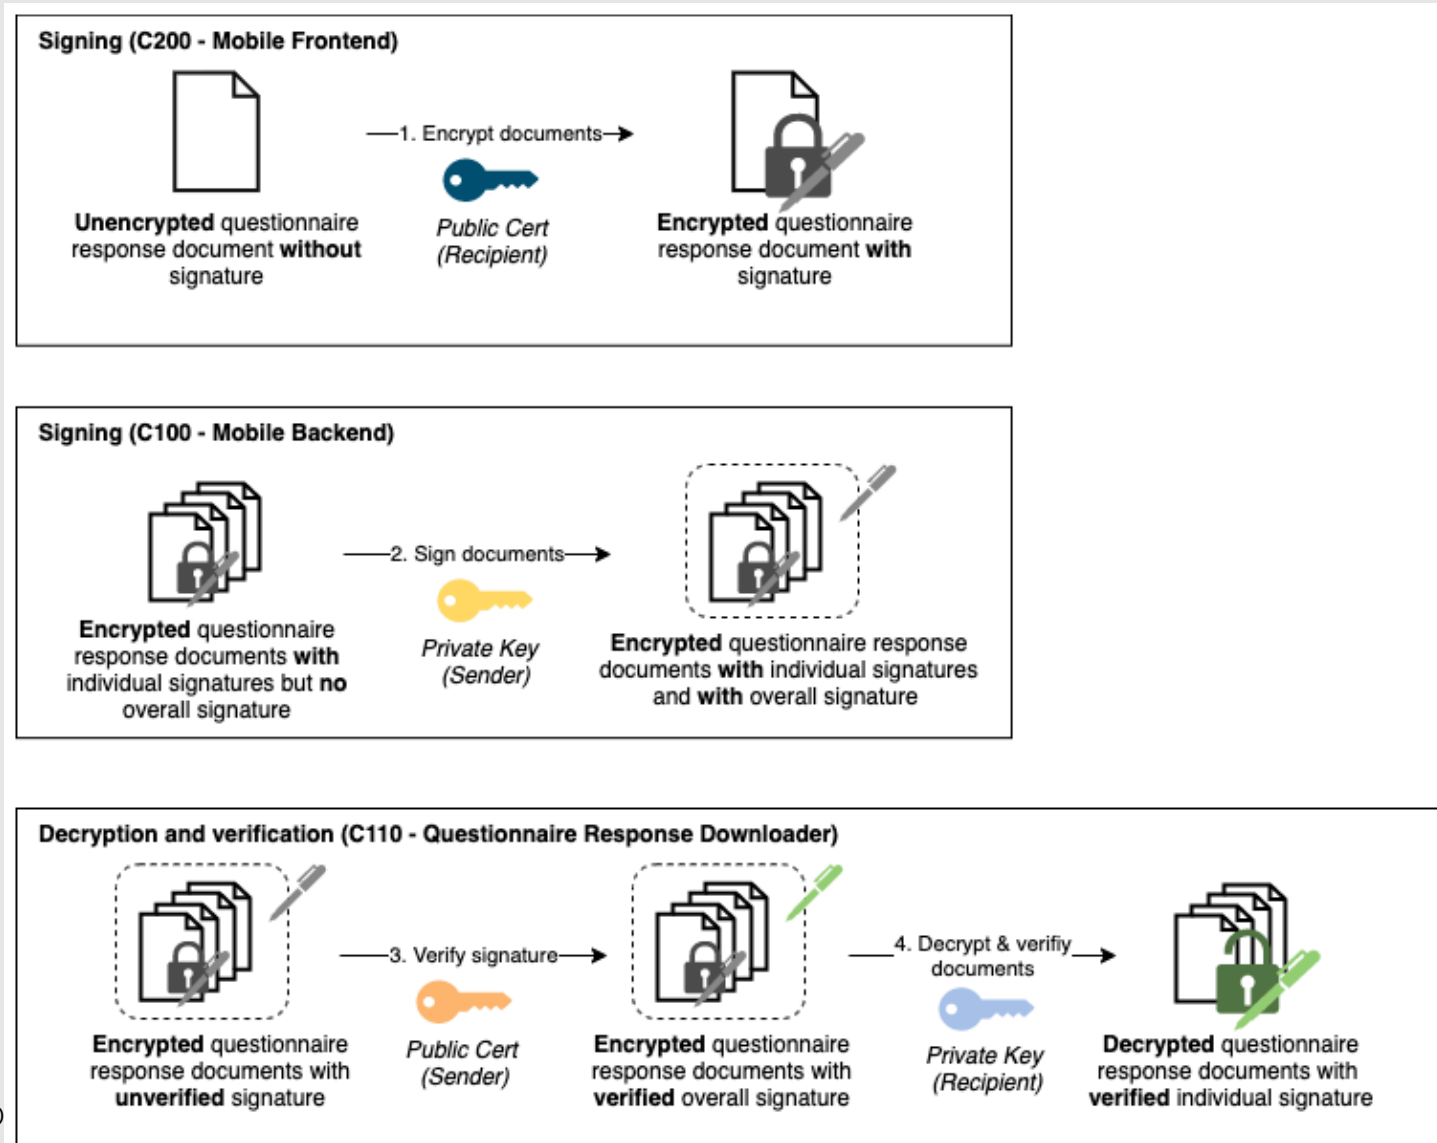 Signing (C200 - Mobile Frontend)
1. Encrypt documents
Unencrypted questionnaire
response document without
signature
Public Cert
(Recipient)
Encrypted questionnaire
response document with
signature
Signing (C100 - Mobile Backend)
2. Sign documents
Encrypted questionnaire
response documents with
individual signatures but no
overall signature
Private Key
(Sender)
Encrypted questionnaire response
documents with individual signatures
and with overall signature
Decryption and verification (C110 - Questionnaire Response Downloader)
3. Verify signature
4. Decrypt & verifiy
documents
Encrypted questionnaire
response documents with
unverified signature
Public Cert
(Sender)
Encrypted questionnaire
response documents with
verified overall signature
Private Key
(Recipient)
Decrypted questionnaire
response documents with
verified individual signature